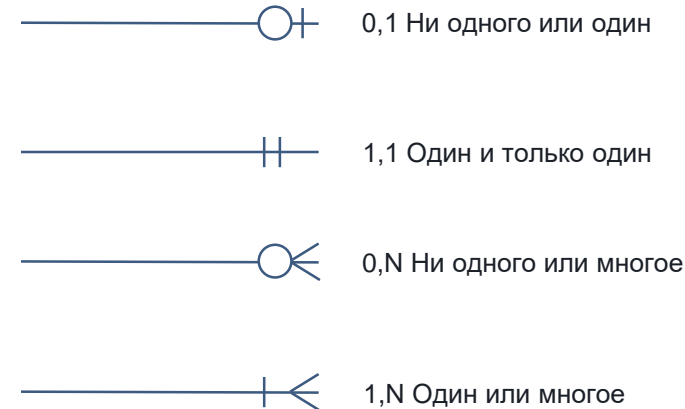 0,1 Ни одного или один
1,1 Один и только один
0,N Ни одного или многое
1,N Один или многое